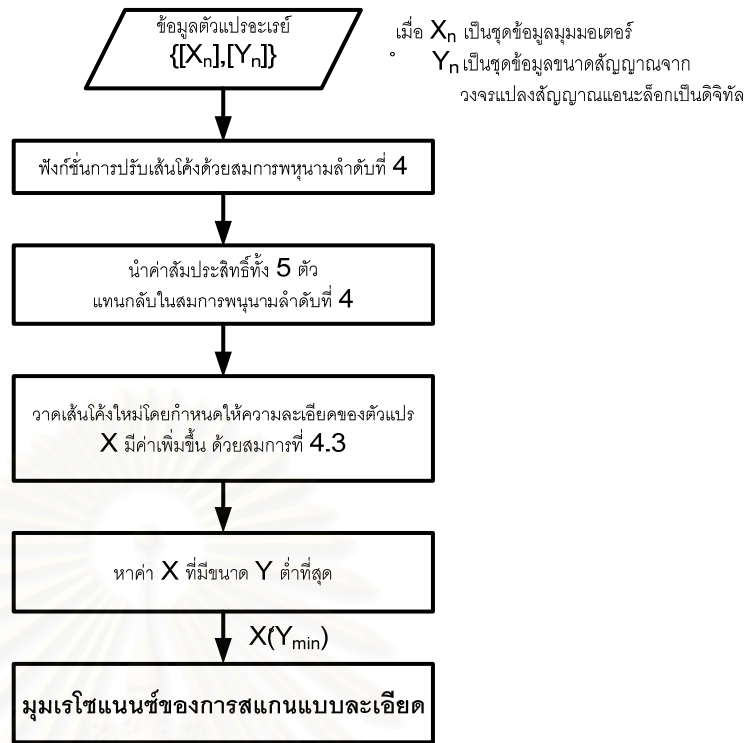 ข้อมูลตัวแปรอะเรย์
{[Xn],[Yn]}
เมื่อ Xn เป็นชุดข้อมูลมุมมอเตอร์
Yn เป็นชุดข้อมูลขนาดสัญญาณจาก
วงจรแปลงสัญญาณแอนะล็อกเป็นดิจิทัล
ฟังก์ชั่นการปรับเส้นโค้งด้วยสมการพหุนามลำดับที่ 4
นำค่าสัมประสิทธิ์ทั้ง 5 ตัว
แทนกลับในสมการพนุนามลำดับที่ 4
วาดเส้นโค้งใหม่โดยกำหนดให้ความละเอียดของตัวแปร
X มีค่าเพิ่มขึ้น ด้วยสมการที่ 4.3
หาค่า X ที่มีขนาด Y ต่ำที่สุด
X(Ymin)
มุมเรโซแนนซ์ของการสแกนแบบละเอียด